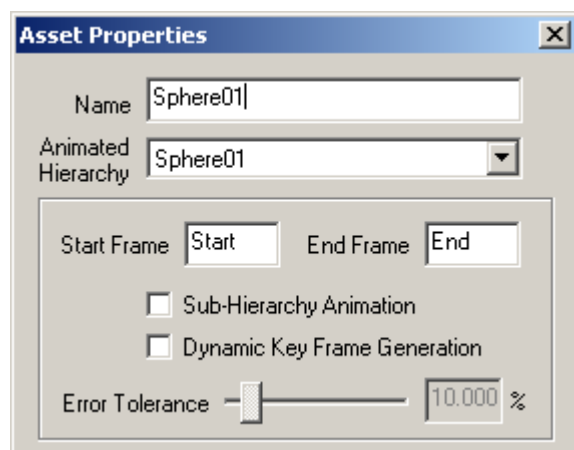 Asset Properties
Name Sphere01
Animated
Hierarchy Sphere01
Start Frame Start End Frame End
Sub-Hierarchy Animation
Dynamic Key Frame Generation
Error Tolerance 10.000 %